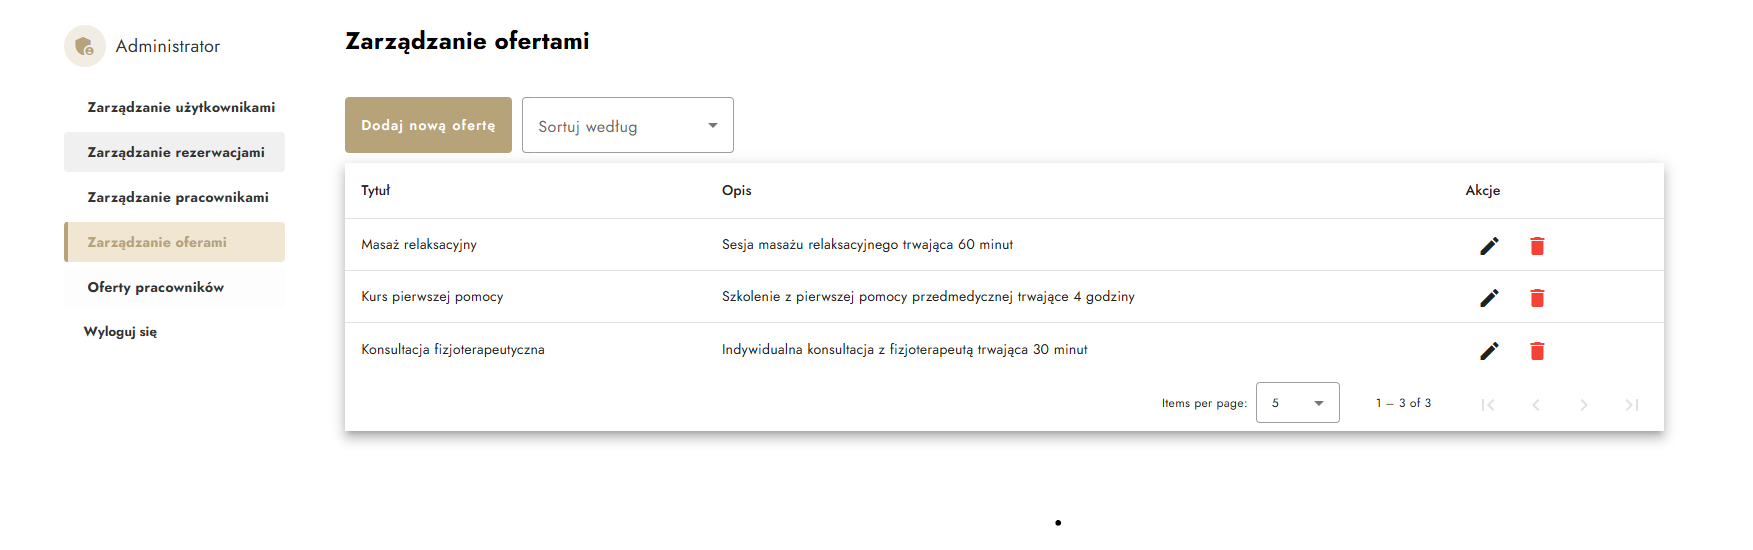 Administrator
Zarządzanie użytkownikami
Zarządzanie rezerwacjami
Zarządzanie pracownikami
Zarządzanie oferami
Oferty pracowników
Wyloguj się
Zarządzanie ofertami
Dodaj nową ofertę
Sortuj według
Tytuł Opis Akcje
Masaż relaksacyjny Sesja masażu relaksacyjnego trwająca 60 minut
Kurs pierwszej pomocy Szkolenie z pierwszej pomocy przedmedycznej trwające 4 godziny
Konsultacja fizjoterapeutyczna Indywidualna konsultacja z fizjoterapeutą trwająca 30 minut
Items per page: 5 1 – 3 of 3